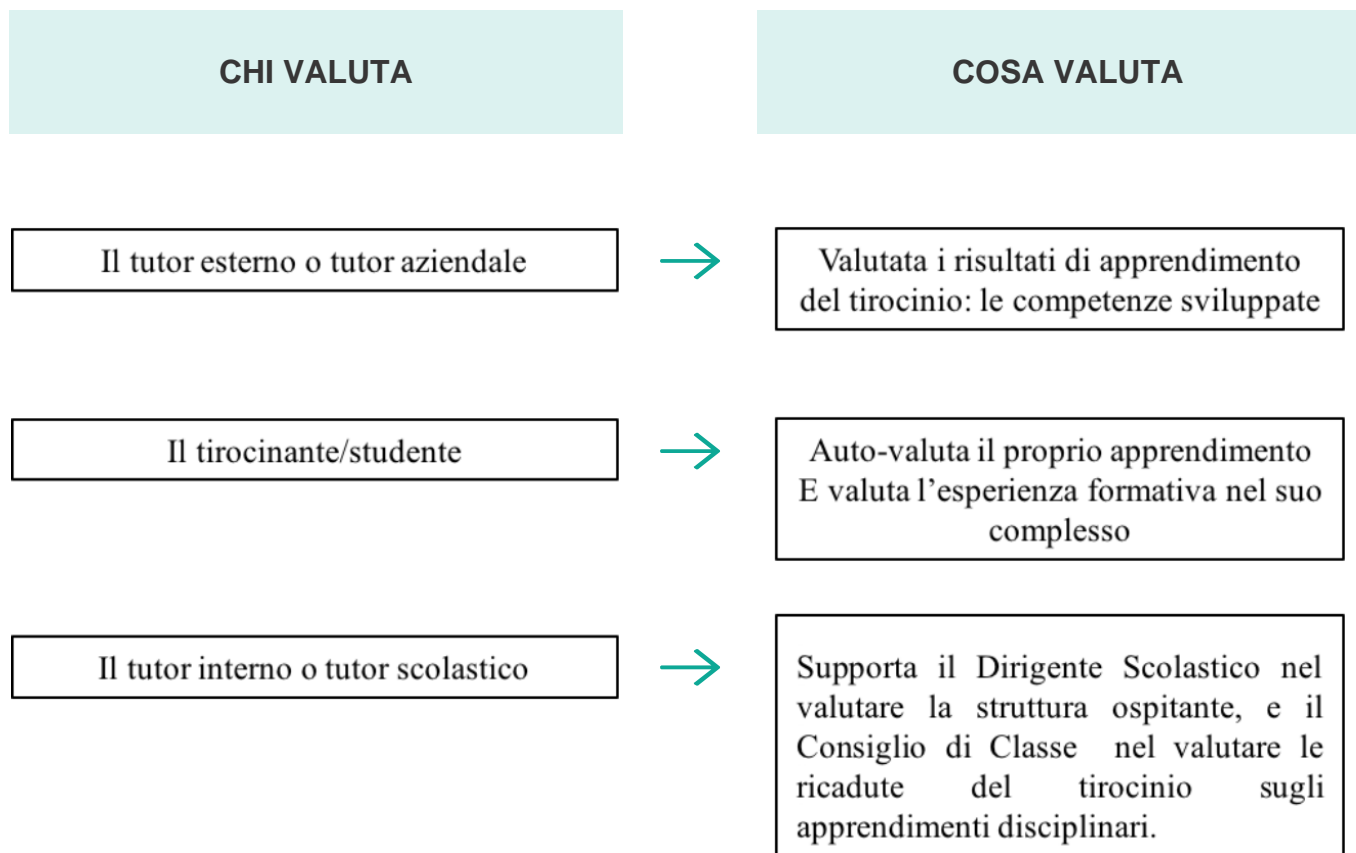 CHI VALUTA
COSA VALUTA
Il tutor esterno o tutor aziendale
Valutata i risultati di apprendimento
del tirocinio: le competenze sviluppate
Il tirocinante/studente
Auto-valuta il proprio apprendimento
E valuta l’esperienza formativa nel suo
complesso
Il tutor interno o tutor scolastico
Supporta il Dirigente Scolastico nel
valutare la struttura ospitante, e il
Consiglio di Classe nel valutare le
ricadute del tirocinio sugli
apprendimenti disciplinari.